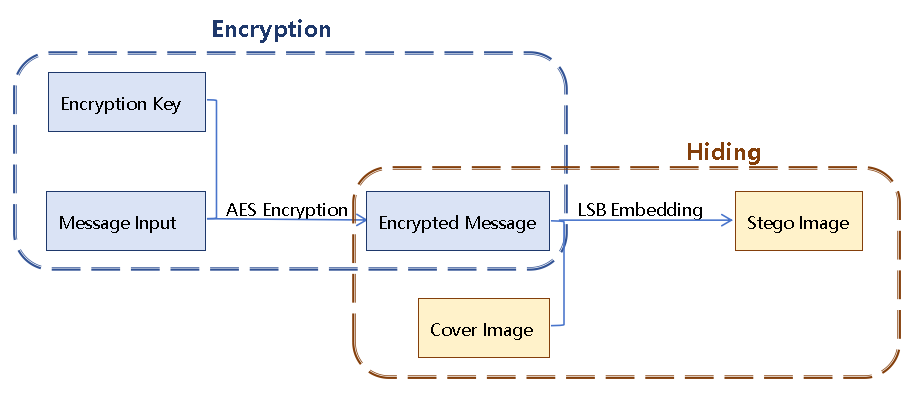 Encryption
Encryption Key
Hiding
Message Input
AES Encryption
Encrypted Message
LSB Embedding
Stego Image
Cover Image